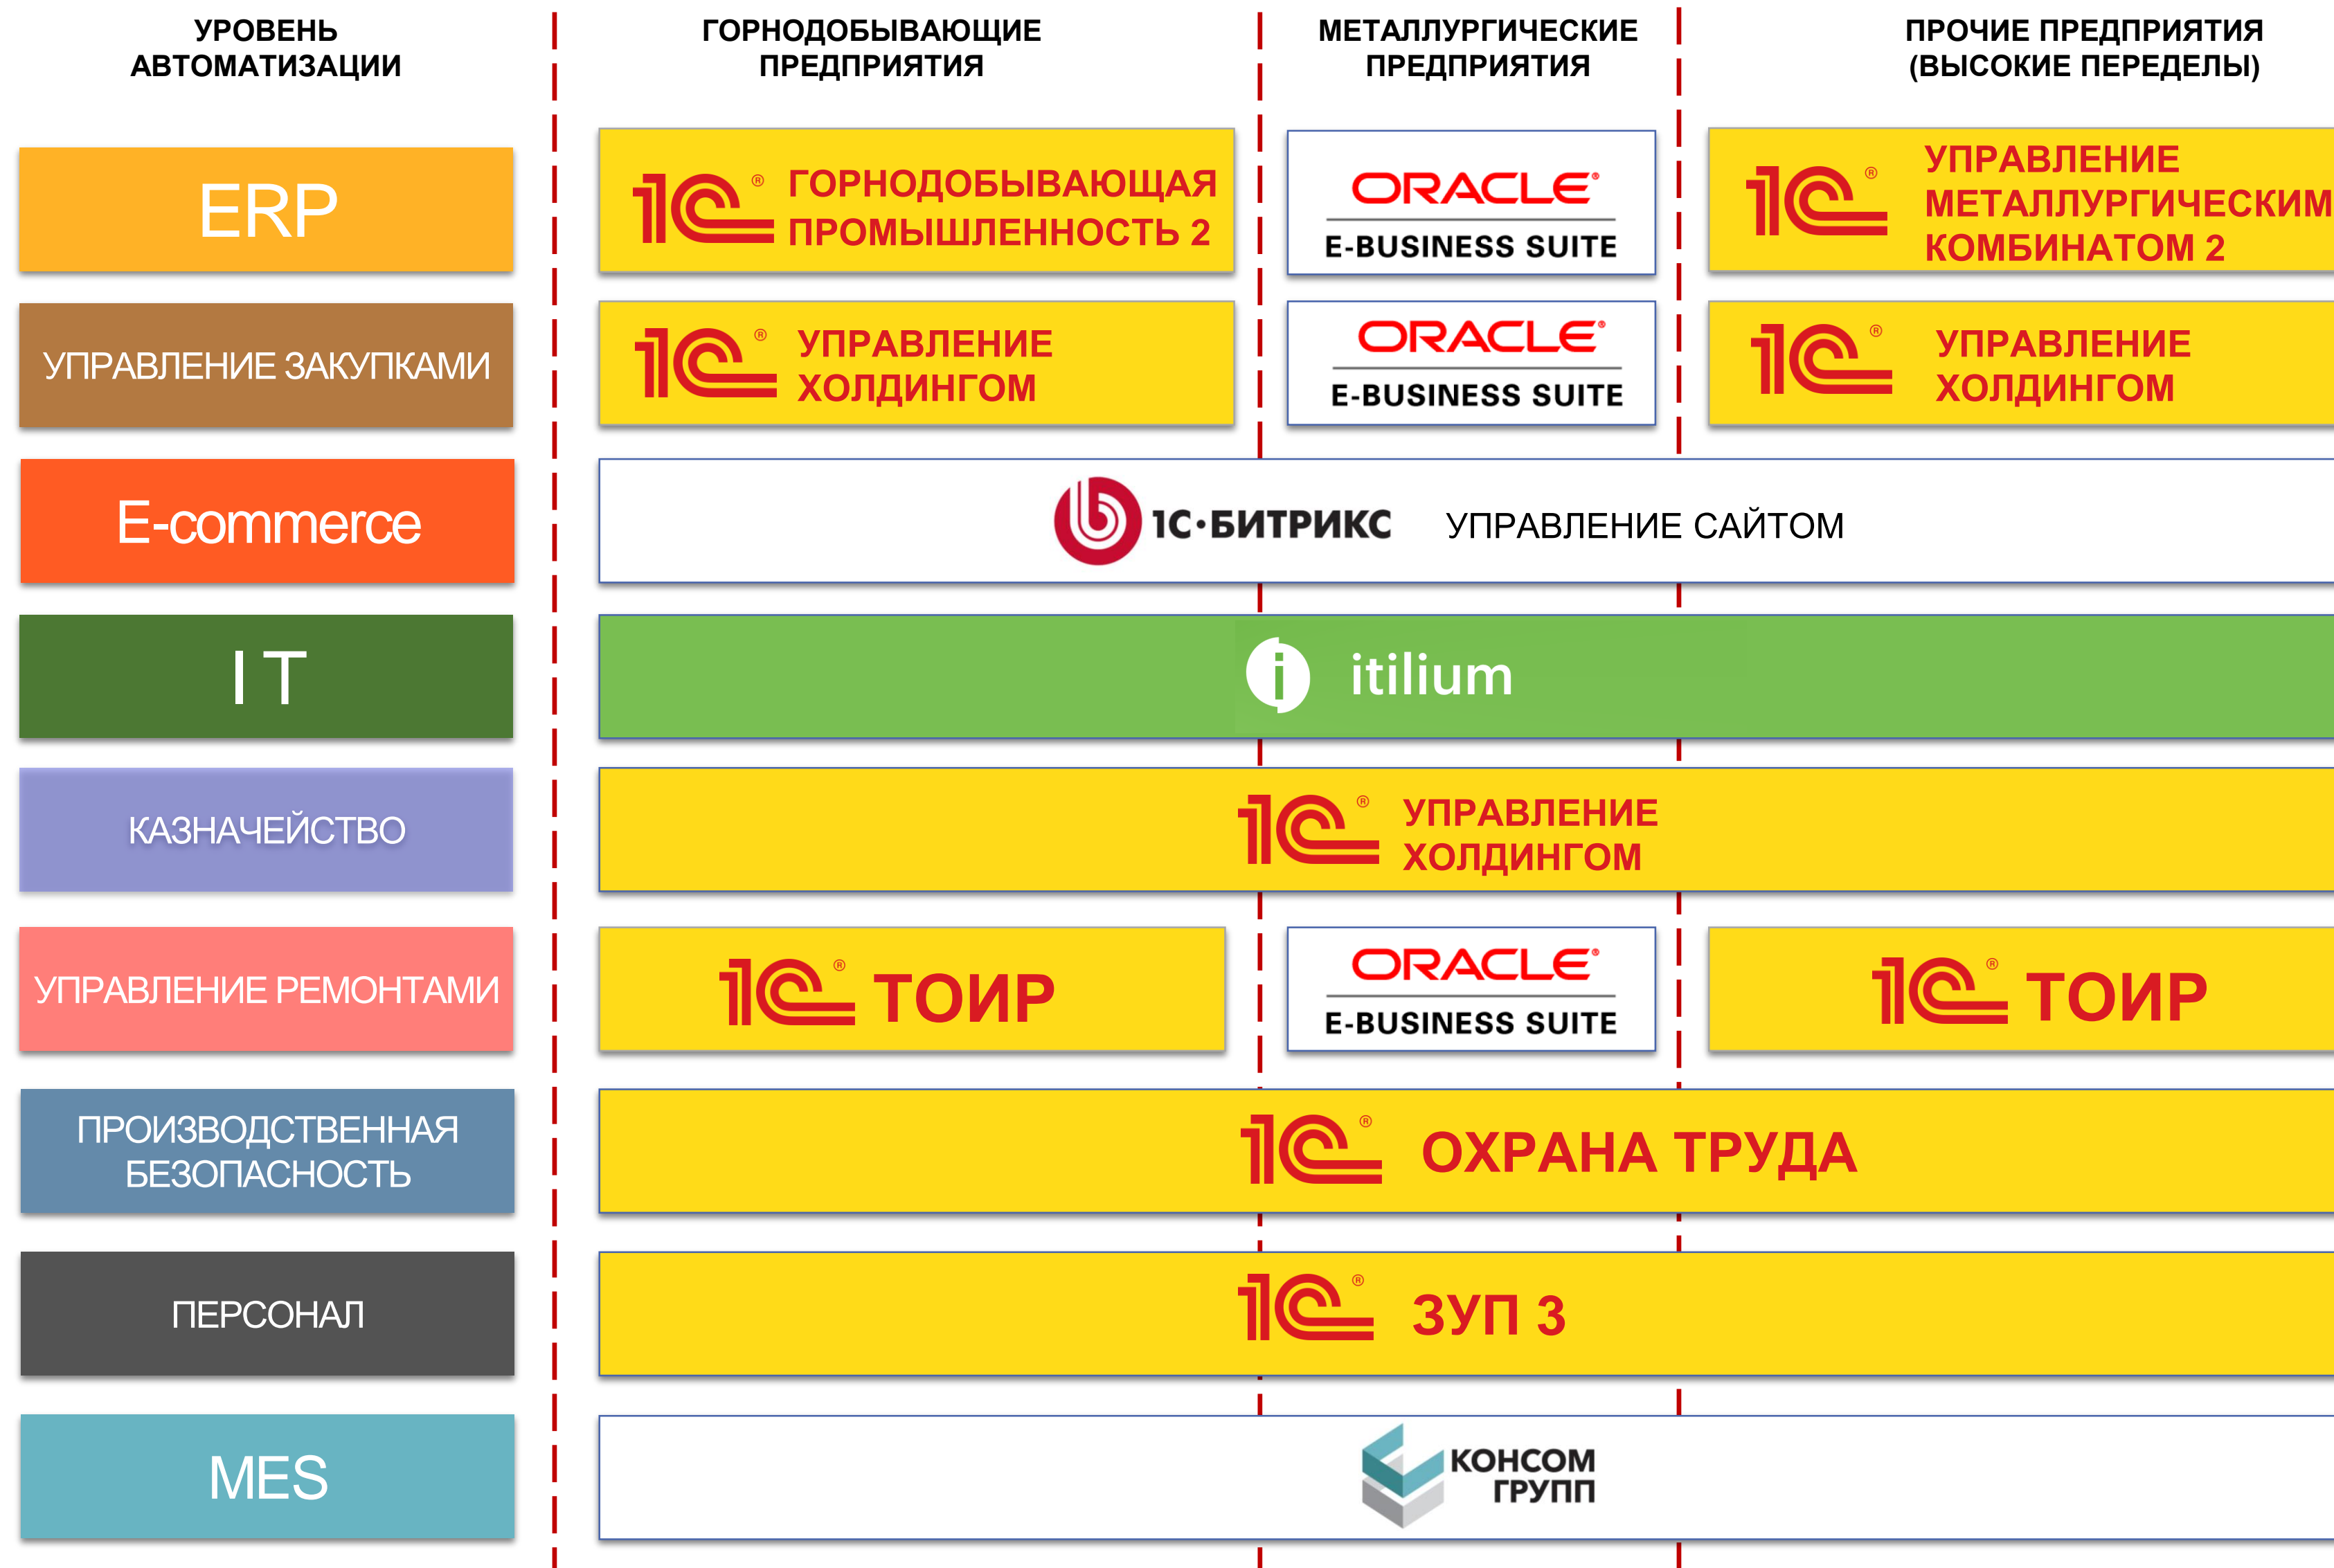 УРОВЕНЬ
АВТОМАТИЗАЦИИ
ГОРНОДОБЫВАЮЩИЕ
ПРЕДПРИЯТИЯ
МЕТАЛЛУРГИЧЕСКИЕ
ПРЕДПРИЯТИЯ
ПРОЧИЕ ПРЕДПРИЯТИЯ
(ВЫСОКИЕ ПЕРЕДЕЛЫ)
ERP
1С® ГОРНОДОБЫВАЮЩАЯ
ПРОМЫШЛЕННОСТЬ 2
ORACLE®
E-BUSINESS SUITE
1С® УПРАВЛЕНИЕ
МЕТАЛЛУРГИЧЕСКИМ
КОМБИНАТОМ 2
УПРАВЛЕНИЕ ЗАКУПКАМИ
1С® УПРАВЛЕНИЕ
ХОЛДИНГОМ
ORACLE®
E-BUSINESS SUITE
1С® УПРАВЛЕНИЕ
ХОЛДИНГОМ
E-commerce
1С·БИТРИКС УПРАВЛЕНИЕ САЙТОМ
IT
itilium
КАЗНАЧЕЙСТВО
1С® УПРАВЛЕНИЕ
ХОЛДИНГОМ
УПРАВЛЕНИЕ РЕМОНТАМИ
1С® ТОИР
ORACLE®
E-BUSINESS SUITE
1С® ТОИР
ПРОИЗВОДСТВЕННАЯ
БЕЗОПАСНОСТЬ
1С® ОХРАНА ТРУДА
ПЕРСОНАЛ
1С® ЗУП 3
MES
КОНСОМ
ГРУПП